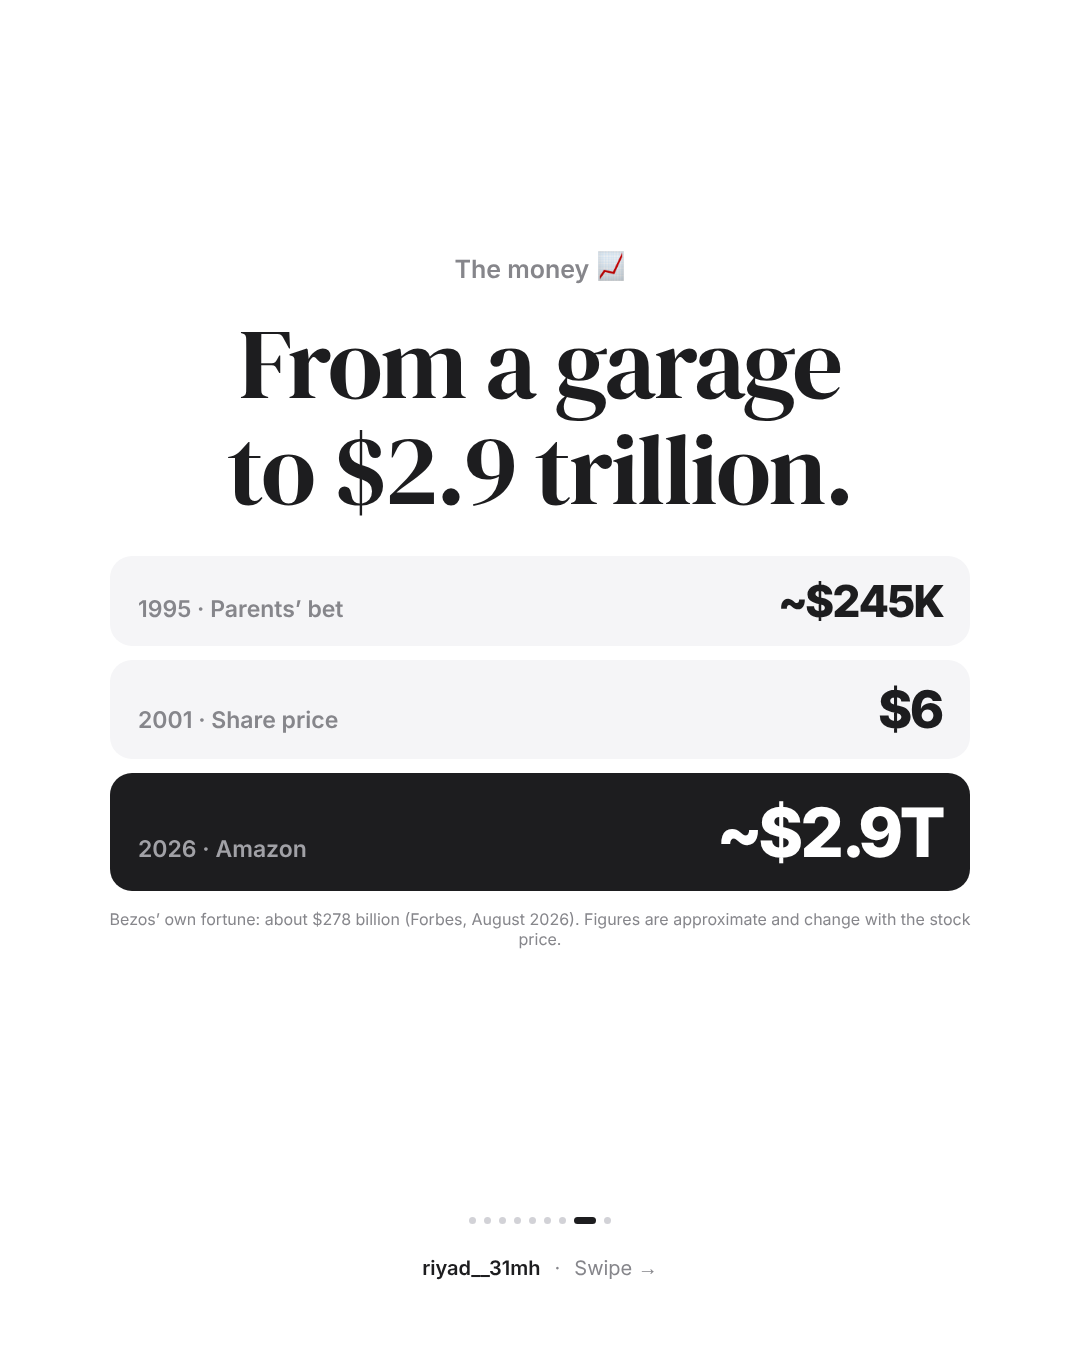 The money 📈
From a garage
to $2.9 trillion.
1995 · Parents’ bet ~$245K
2001 · Share price $6
2026 · Amazon ~$2.9T
Bezos’ own fortune: about $278 billion (Forbes, August 2026). Figures are approximate and change with the stock
price.
riyad__31mh · Swipe →